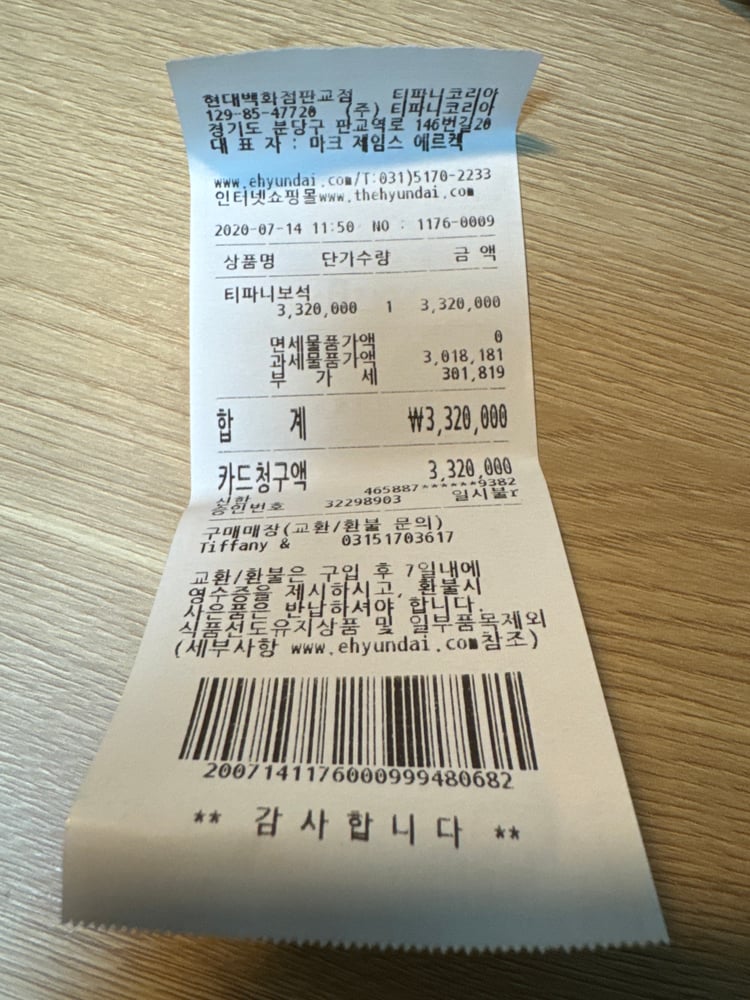 현대백화점판교점 티파니코리아
129-85-47720 (주) 티파니코리아
경기도 분당구 판교역로 146번길20
대 표 자 : 마크 제임스 에르켁
www.ehyundai.com/T:031)5170-2233
인터넷쇼핑몰www.thehyundai.com
2020-07-14 11:50 NO : 1176-0009
상품명 단가수량 금 액
티파니보석
3,320,000 1 3,320,000
면세물품가액 0
과세물품가액 3,018,181
부 가 세 301,819
합 계 ₩3,320,000
카드청구액 3,320,000
신한 465887******9382
승인번호 32298903 일시불
구매매장(교환/환불 문의)
Tiffany & 03151703617
교환/환불은 구입 후 7일내에
영수증을 제시하시고, 환불시
사은품은 반납하셔야 합니다.
식품선도유지상품 및 일부품목제외
(세부사항 www.ehyundai.com참조)
2007141176000999480682
** 감 사 합 니 다 **